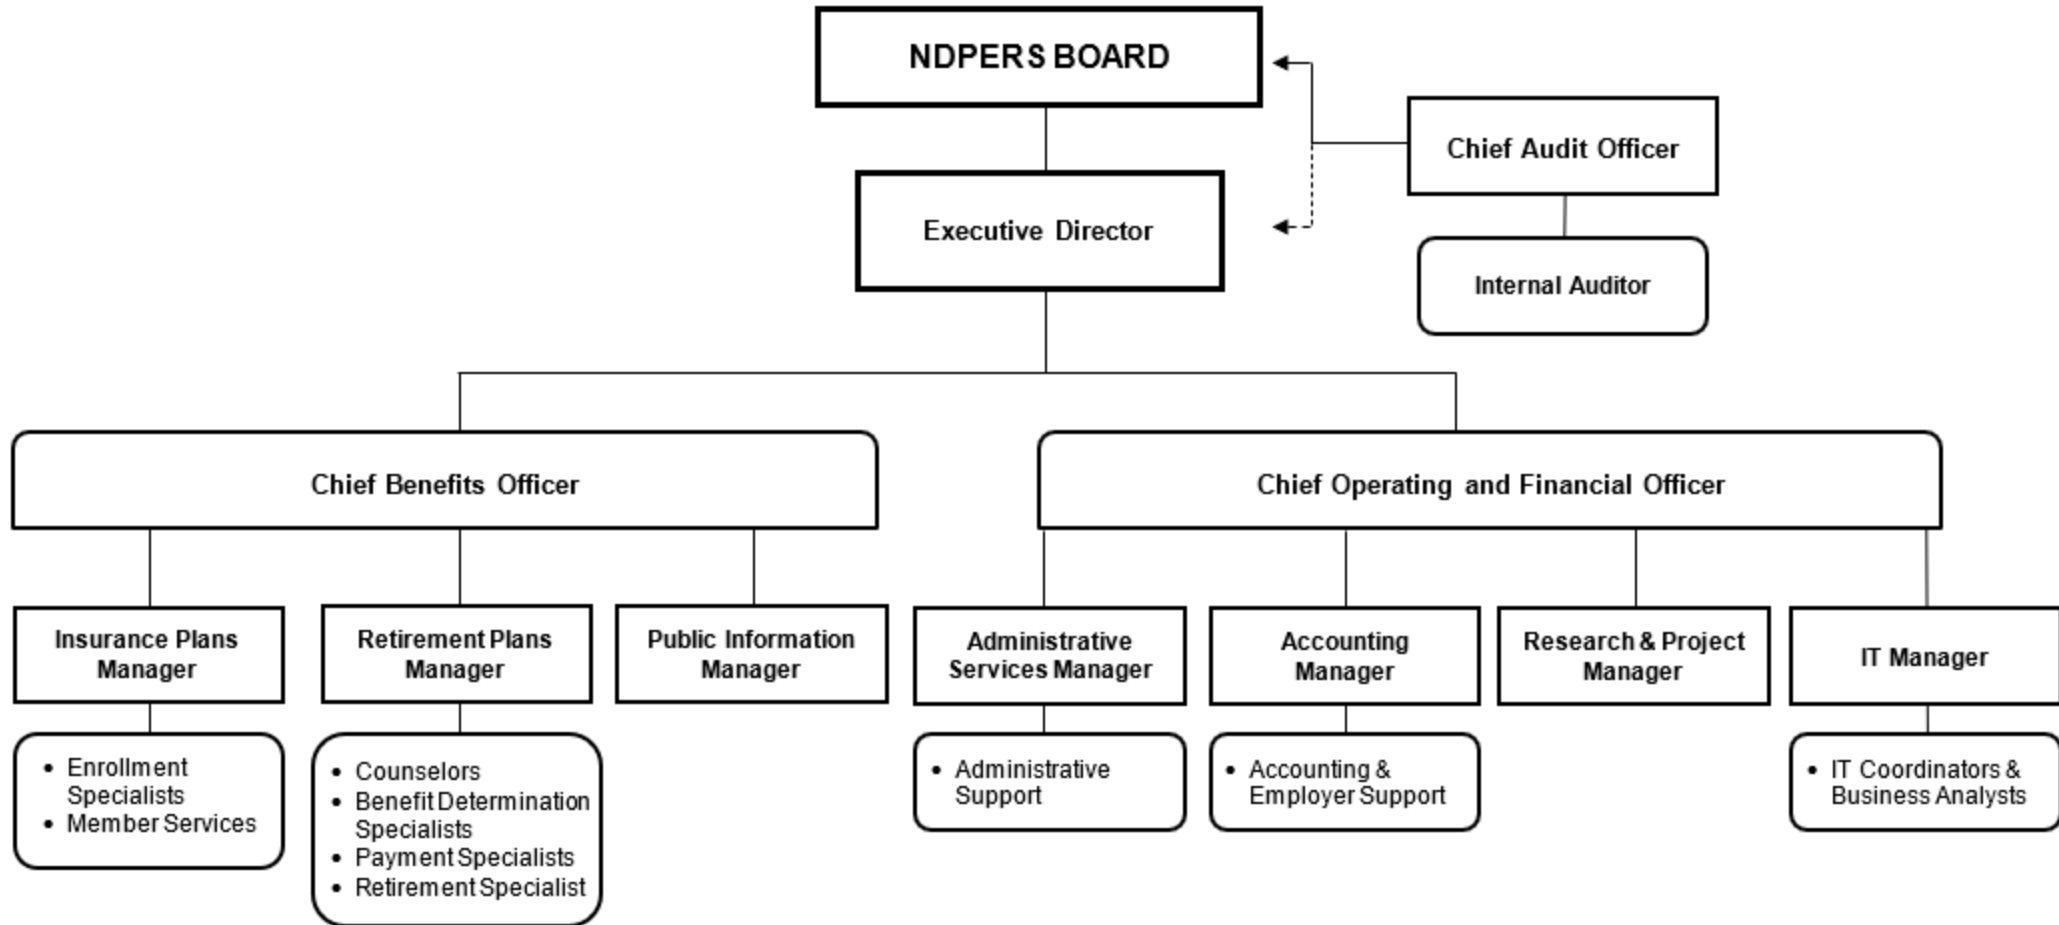 NDPERS BOARD
Chief Audit Officer
Executive Director
Internal Auditor
Chief Benefits Officer
Chief Operating and Financial Officer
Insurance Plans
Manager
Retirement Plans
Manager
Public Information
Manager
Administrative
Services Manager
Accounting
Manager
Research & Project
Manager
IT Manager
• Enrollment
Specialists
• Member Services
• Counselors
• Benefit Determination
Specialists
• Payment Specialists
• Retirement Specialist
• Administrative
Support
• Accounting &
Employer Support
• IT Coordinators &
Business Analysts